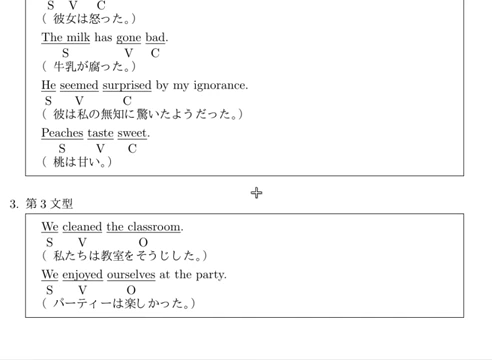 S V C
( 彼女は怒った。)
The milk has gone bad.
S V C
( 牛乳が腐った。)
He seemed surprised by my ignorance.
S V C
( 彼は私の無知に驚いたようだった。)
Peaches taste sweet.
S V C
( 桃は甘い。)
3. 第 3 文型
We cleaned the classroom.
S V O
( 私たちは教室をそうじした。)
We enjoyed ourselves at the party.
S V O
( パーティーは楽しかった。)